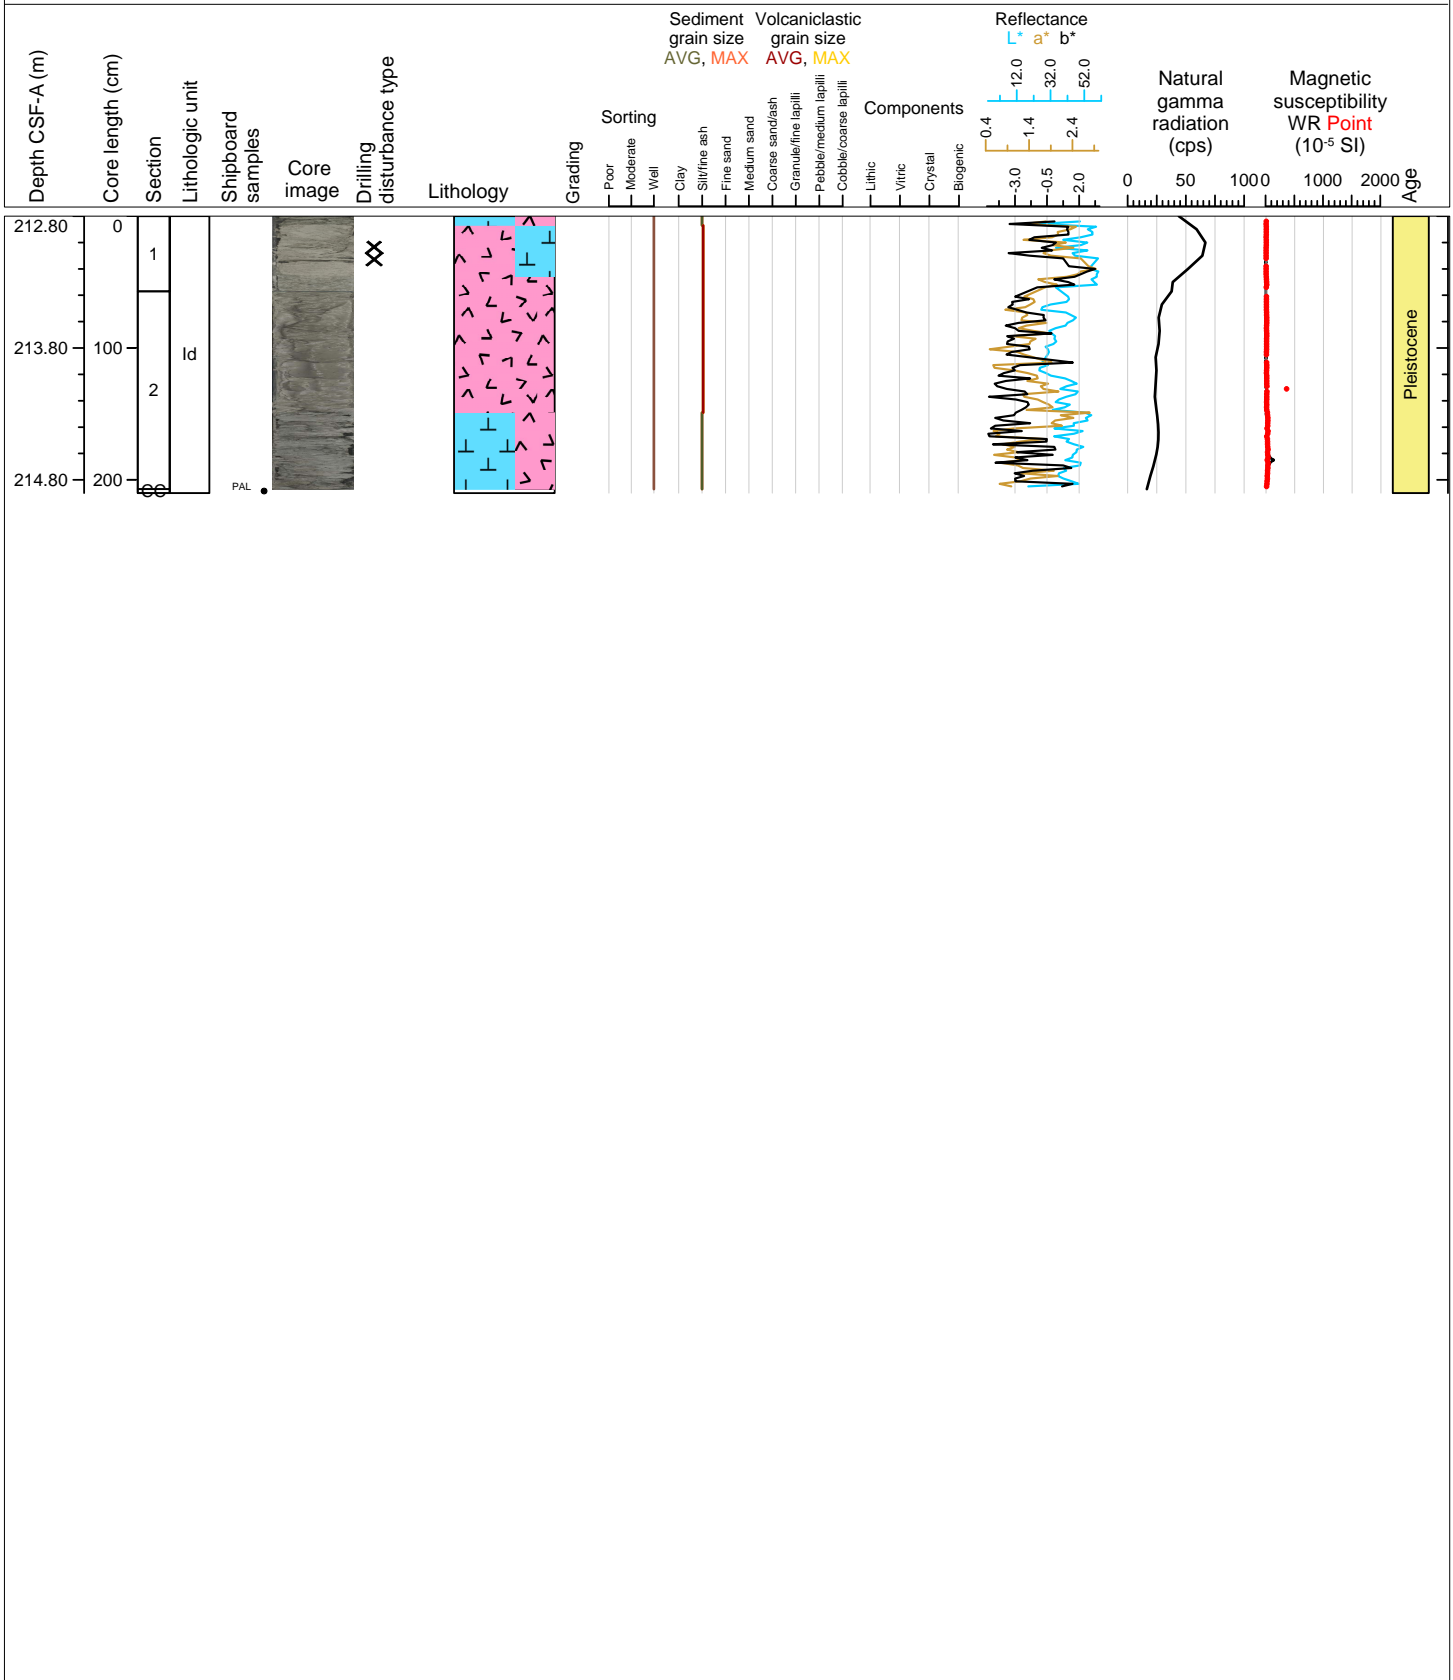 Depth CSF-A (m)
Core length (cm)
Section
Lithologic unit
Shipboard
samples
Core
image
Drilling
disturbance type
Lithology
Grading
Sorting
Poor
Moderate
Well
Sediment
grain size
AVG, MAX
Volcaniclastic
grain size
AVG, MAX
Clay
Silt/fine ash
Fine sand
Medium sand
Coarse sand/ash
Granule/fine lapilli
Pebble/medium lapilli
Cobble/coarse lapilli
Components
Lithic
Vitric
Crystal
Biogenic
Reflectance
L* a* b*
12.0 32.0 52.0
0.4 1.4 2.4
-3.0 -0.5 2.0
Natural
gamma
radiation
(cps)
0 50 100
Magnetic
susceptibility
WR Point
(10-5 SI)
0 1000 2000
Age
212.80 0
213.80 100
214.80 200
1
2
CC
Id
PAL
Pleistocene